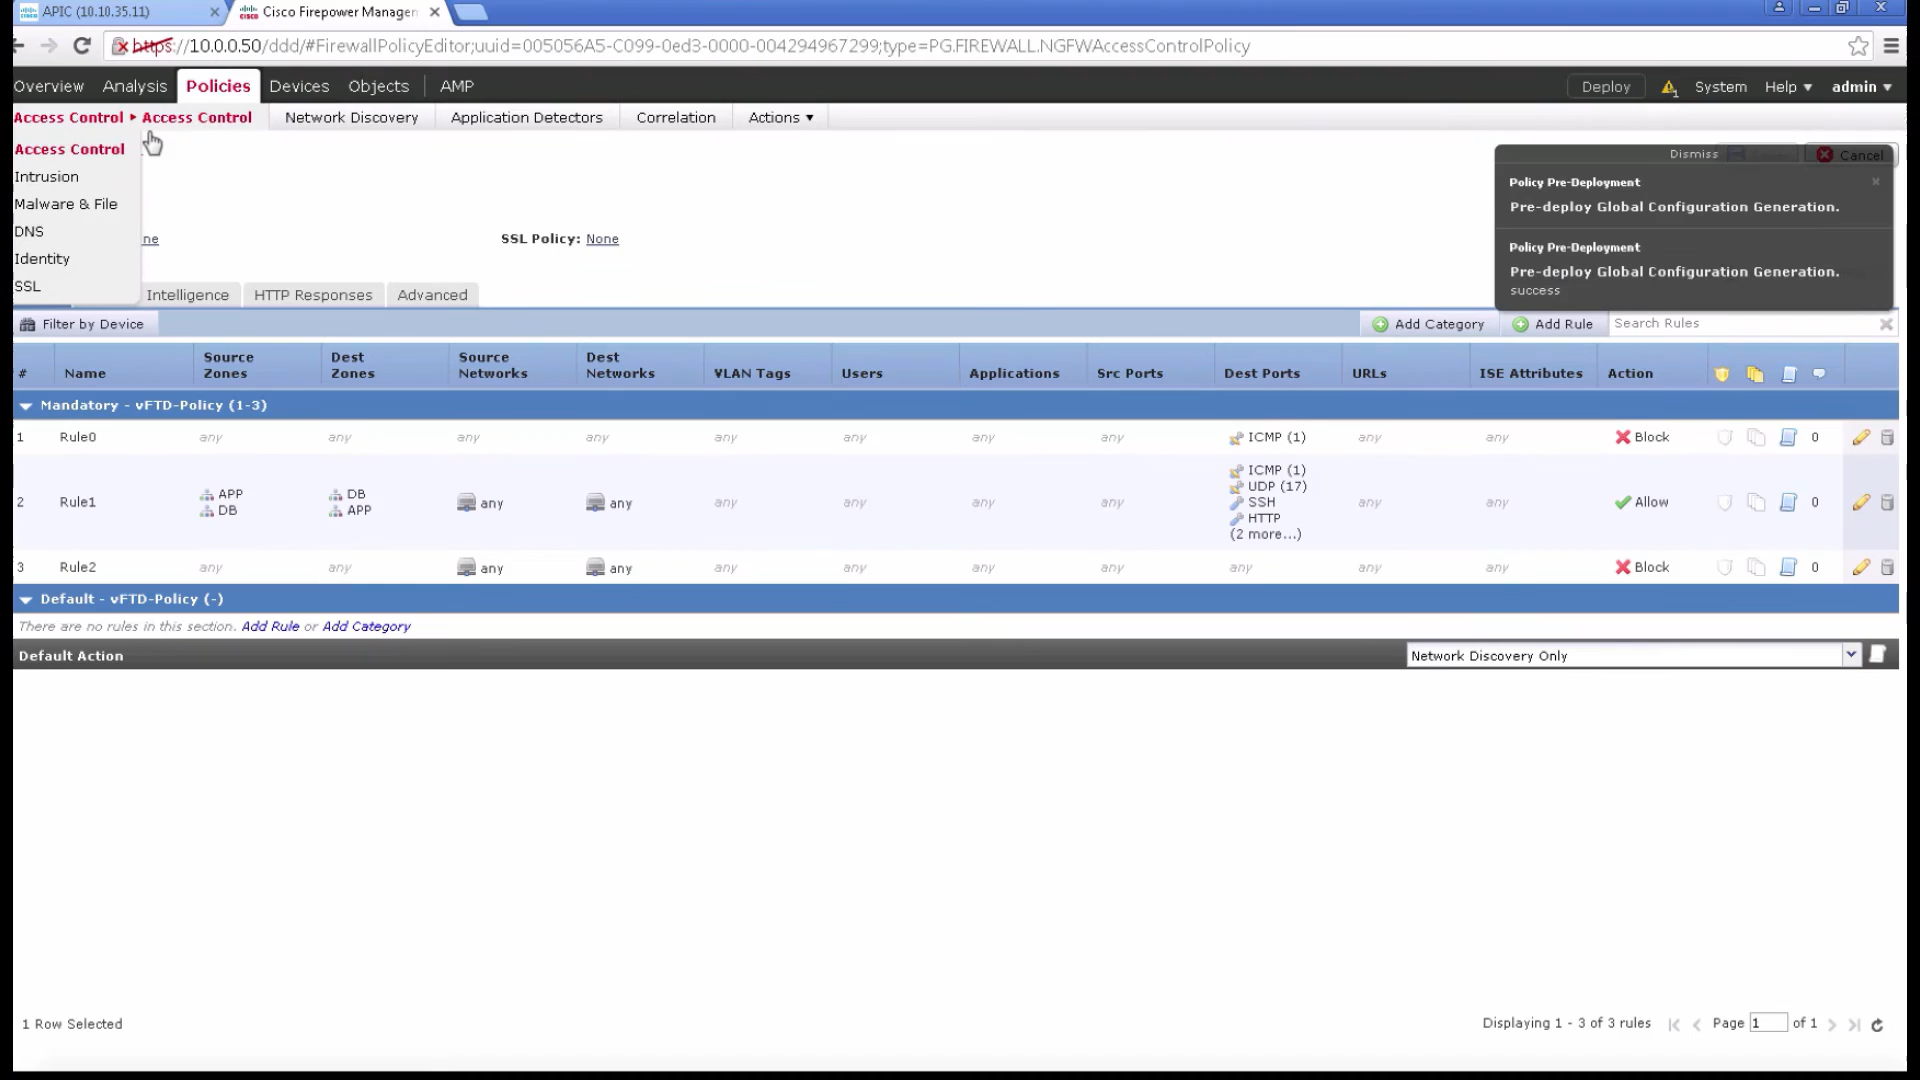 APIC (10.10.35.11)
Cisco Firepower Managem
https://10.0.0.50/ddd/#FirewallPolicyEditor;uuid=005056A5-C099-0ed3-0000-004294967299;type=PG.FIREWALL.NGFWAccessControlPolicy
Overview Analysis Policies Devices Objects AMP Deploy System Help admin
Access Control Access Control Network Discovery Application Detectors Correlation Actions
Access Control
Intrusion
Malware & File
DNS
Identity
SSL
ne SSL Policy: None
Dismiss Cancel
Policy Pre-Deployment
Pre-deploy Global Configuration Generation.
Policy Pre-Deployment
Pre-deploy Global Configuration Generation.
success
Intelligence HTTP Responses Advanced
Filter by Device Add Category Add Rule Search Rules
# Name Source Zones Dest Zones Source Networks Dest Networks VLAN Tags Users Applications Src Ports Dest Ports URLs ISE Attributes Action
Mandatory - vFTD-Policy (1-3)
1 Rule0 any any any any any any any any ICMP (1) any any Block 0
2 Rule1 APP DB DB APP any any any any any any ICMP (1) UDP (17) SSH HTTP (2 more...) any any Allow 0
3 Rule2 any any any any any any any any any any any Block 0
Default - vFTD-Policy (-)
There are no rules in this section. Add Rule or Add Category
Default Action Network Discovery Only
1 Row Selected Displaying 1 - 3 of 3 rules Page 1 of 1